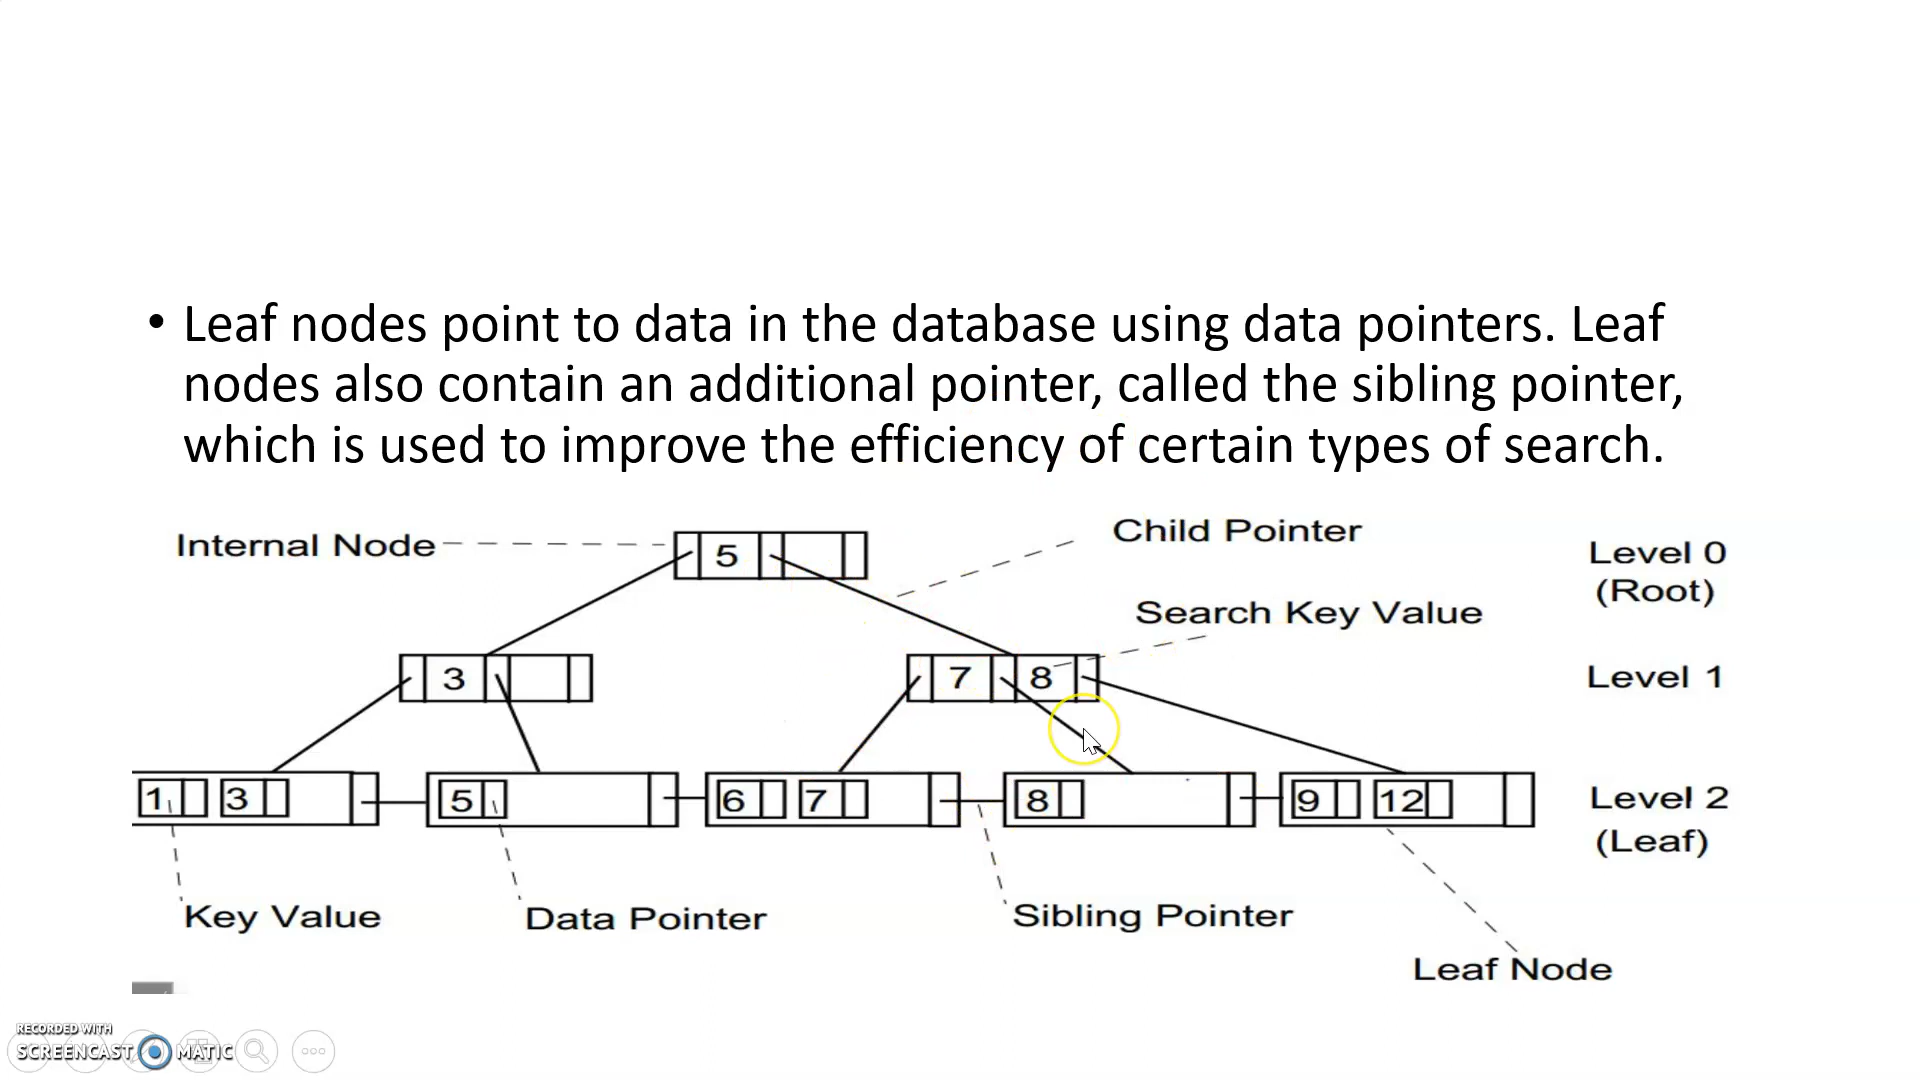 • Leaf nodes point to data in the database using data pointers. Leaf
nodes also contain an additional pointer, called the sibling pointer,
which is used to improve the efficiency of certain types of search.
Internal Node
5
Child Pointer
Level 0
(Root)
Search Key Value
3
7 8
Level 1
1 3
5
6 7
8
9 12
Level 2
(Leaf)
Key Value
Data Pointer
Sibling Pointer
Leaf Node
RECORDED WITH
SCREENCAST MATIC